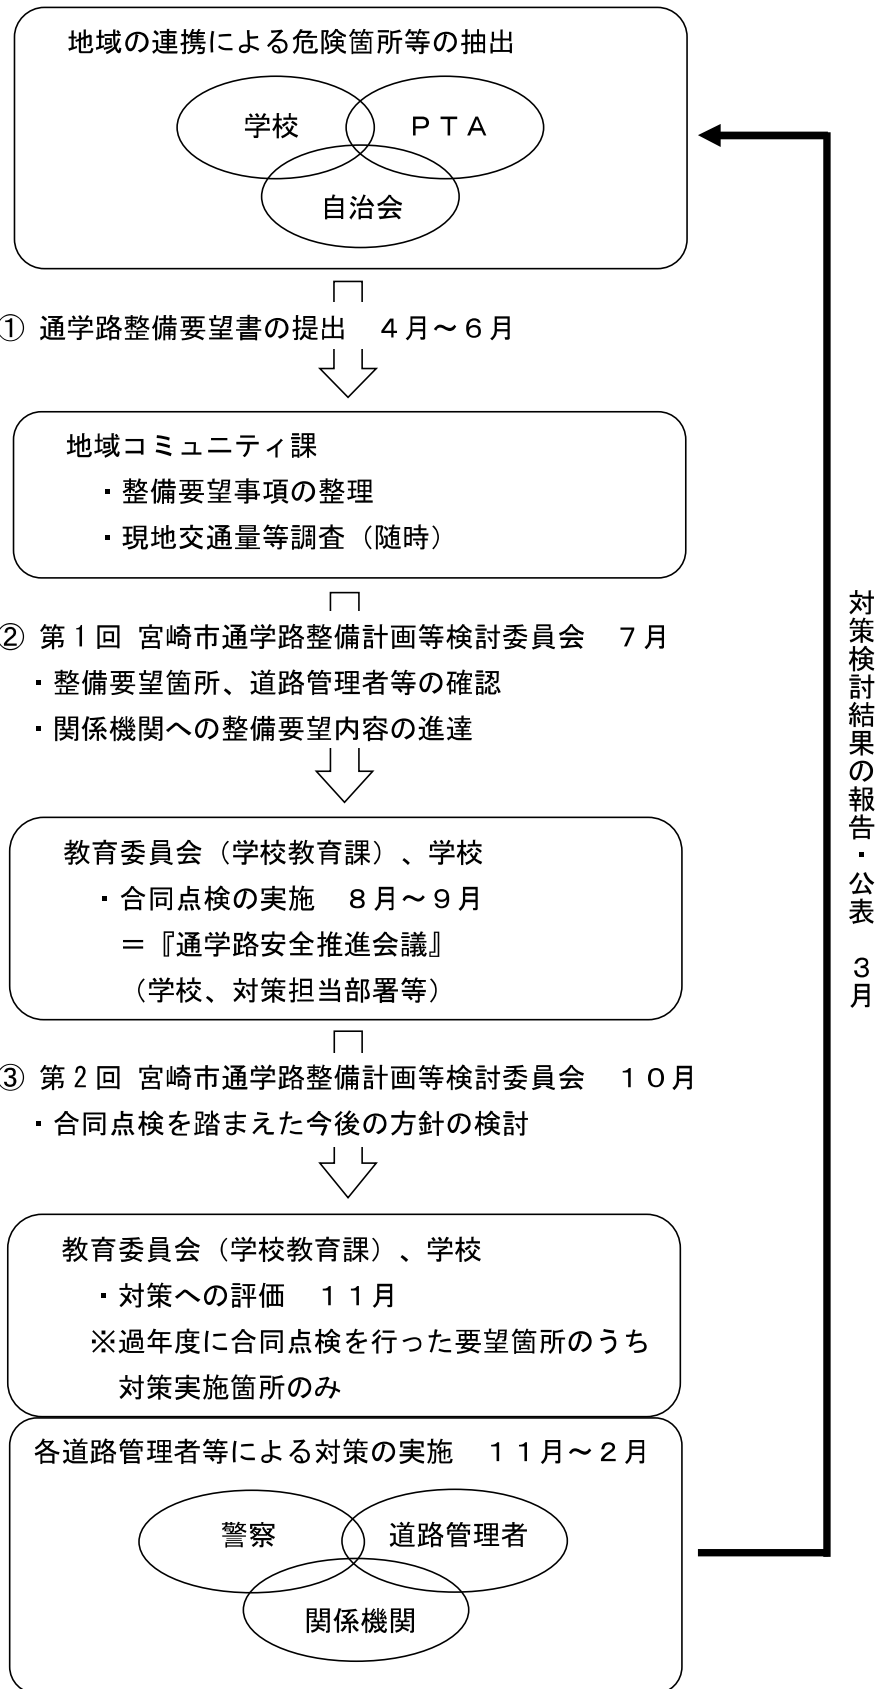 地域の連携による危険箇所等の抽出
学校
ＰＴＡ
自治会
① 通学路整備要望書の提出　４月～６月
地域コミュニティ課
・整備要望事項の整理
・現地交通量等調査（随時）
② 第１回 宮崎市通学路整備計画等検討委員会　７月
・整備要望箇所、道路管理者等の確認
・関係機関への整備要望内容の進達
教育委員会（学校教育課）、学校
・合同点検の実施　８月～９月
＝『通学路安全推進会議』
（学校、対策担当部署等）
③ 第２回 宮崎市通学路整備計画等検討委員会　１０月
・合同点検を踏まえた今後の方針の検討
教育委員会（学校教育課）、学校
・対策への評価　１１月
※過年度に合同点検を行った要望箇所のうち
対策実施箇所のみ
各道路管理者等による対策の実施　１１月～２月
警察
道路管理者
関係機関
対策検討結果の報告・公表　３月